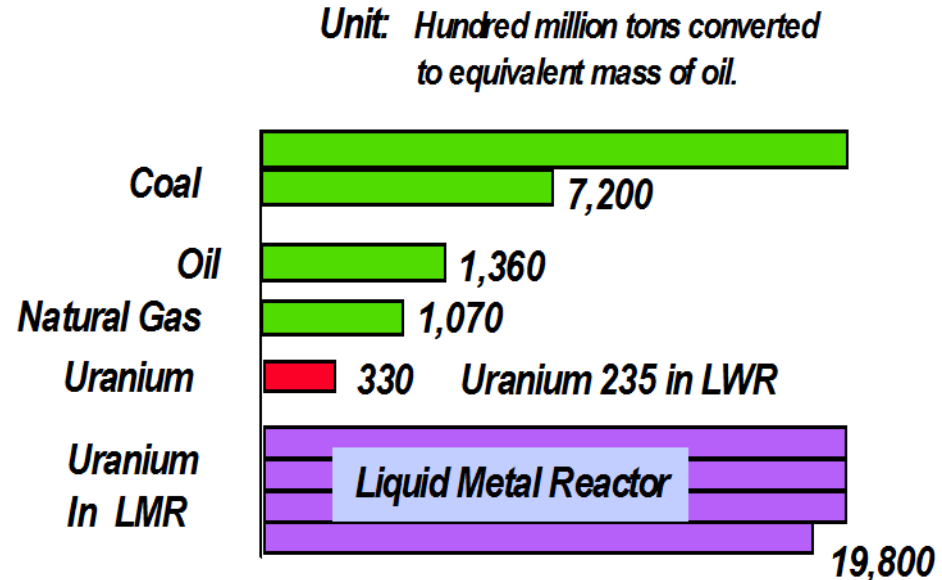 Unit: Hundred million tons converted
to equivalent mass of oil.
Coal
7,200
Oil
1,360
Natural Gas
1,070
Uranium
330
Uranium 235 in LWR
Uranium
In LMR
Liquid Metal Reactor
19,800